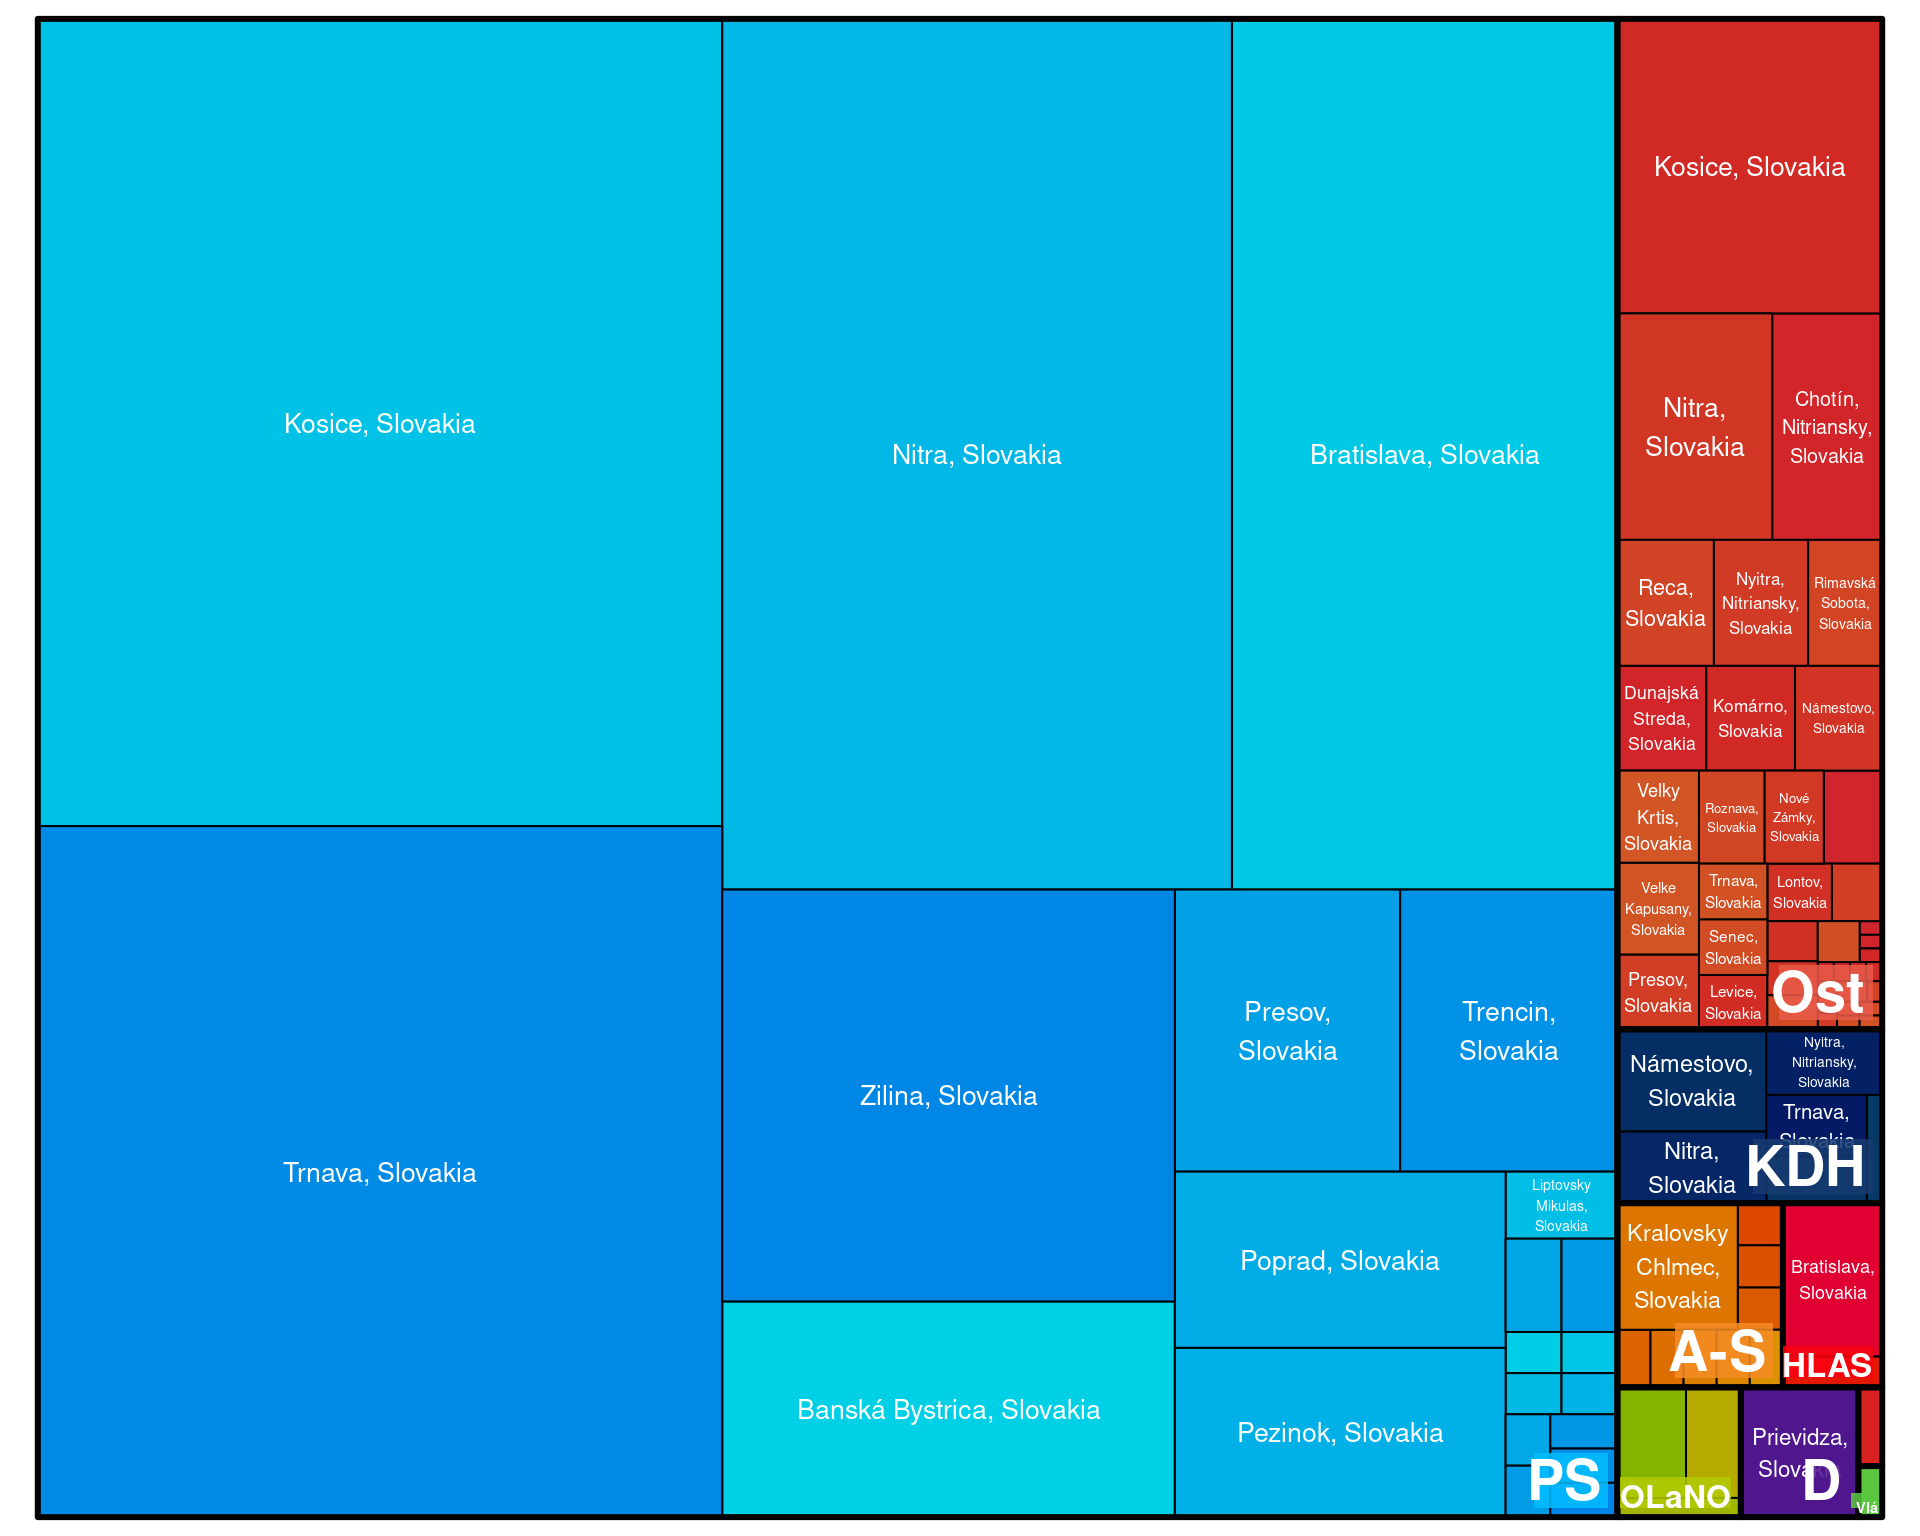 Kosice, Slovakia
Nitra, Slovakia
Bratislava, Slovakia
Trnava, Slovakia
Zilina, Slovakia
Banská Bystrica, Slovakia
Presov,
Slovakia
Trencin,
Slovakia
Poprad, Slovakia
Pezinok, Slovakia
Liptovsky
Mikulas,
Slovakia
PS
Kosice, Slovakia
Nitra,
Slovakia
Chotín,
Nitriansky,
Slovakia
Reca,
Slovakia
Nyitra,
Nitriansky,
Slovakia
Rimavská
Sobota,
Slovakia
Dunajská
Streda,
Slovakia
Komárno,
Slovakia
Námestovo,
Slovakia
Velky
Krtis,
Slovakia
Roznava,
Slovakia
Nové
Zámky,
Slovakia
Velke
Kapusany,
Slovakia
Trnava,
Slovakia
Lontov,
Slovakia
Senec,
Slovakia
Presov,
Slovakia
Levice,
Slovakia
Ost
Námestovo,
Slovakia
Nyitra,
Nitriansky,
Slovakia
Trnava,
Slovakia
Nitra,
Slovakia
KDH
Kralovsky
Chlmec,
Slovakia
A-S
Bratislava,
Slovakia
HLAS
OLaNO
Prievidza,
Slovakia
D
Vlá